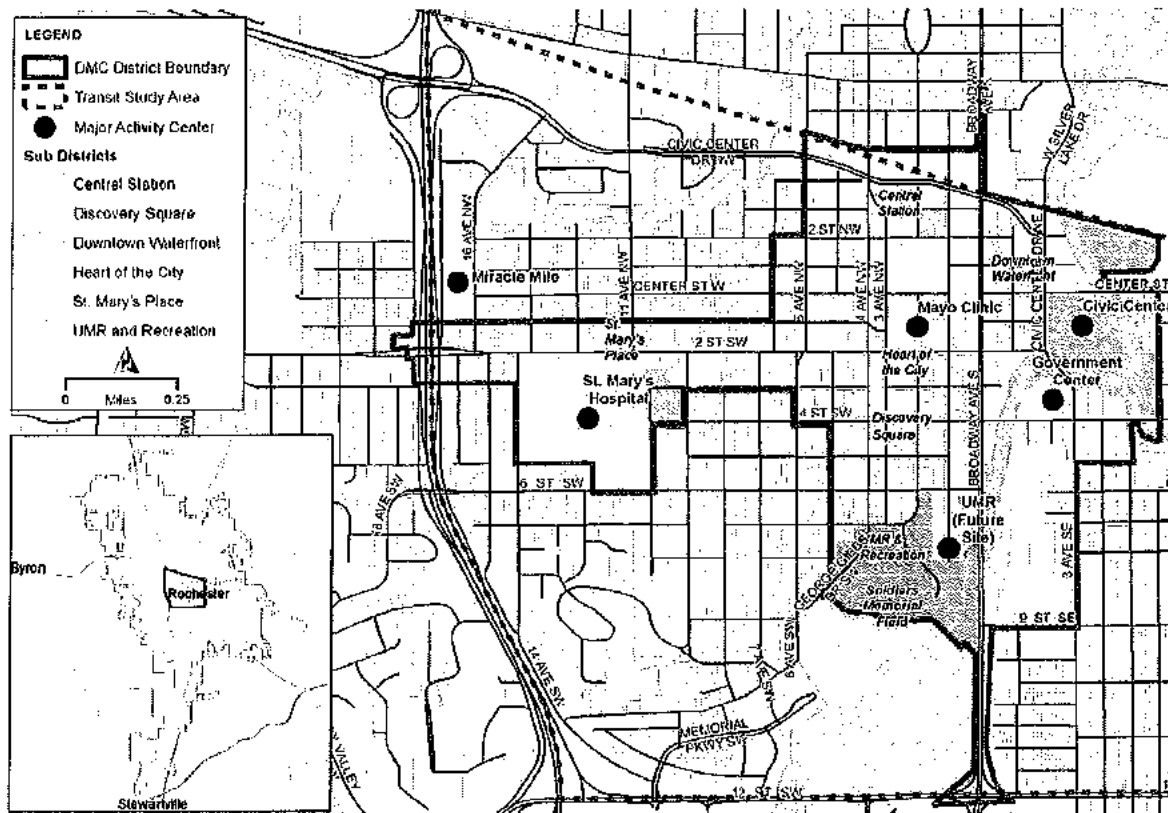 LEGEND
DMC District Boundary
Transit Study Area
Major Activity Center
Sub Districts
Central Station
Discovery Square
Downtown Waterfront
Heart of the City
St. Mary's Place
UMR and Recreation
N
0 Miles 0.25
BROADWAY
AVE N
W SILVER
LAKE DR
CIVIC CENTER
DR NW
Central
Station
16 AVE NW
2 ST NW
Downtown
Waterfront
Miracle Mile
11 AVE NW
CENTER ST W
5 AVE NW
4 AVE NW
3 AVE NW
CIVIC CENTER DRIVE
CENTER ST
Mayo Clinic
Civic Center
St.
Mary's
Place
2 ST SW
Heart of
the City
Government
Center
St. Mary's
Hospital
BROADWAY AVE S
4 ST SW
Discovery
Square
6 ST SW
UMR
(Future
Site)
3 AVE SE
UMR &
Recreation
Soldiers
Memorial
Field
9 ST SE
6 AVE SW
14 AVE SW
MEMORIAL
PKWY SW
12 ST SW
VALLEY
Byron
Rochester
Stewartville